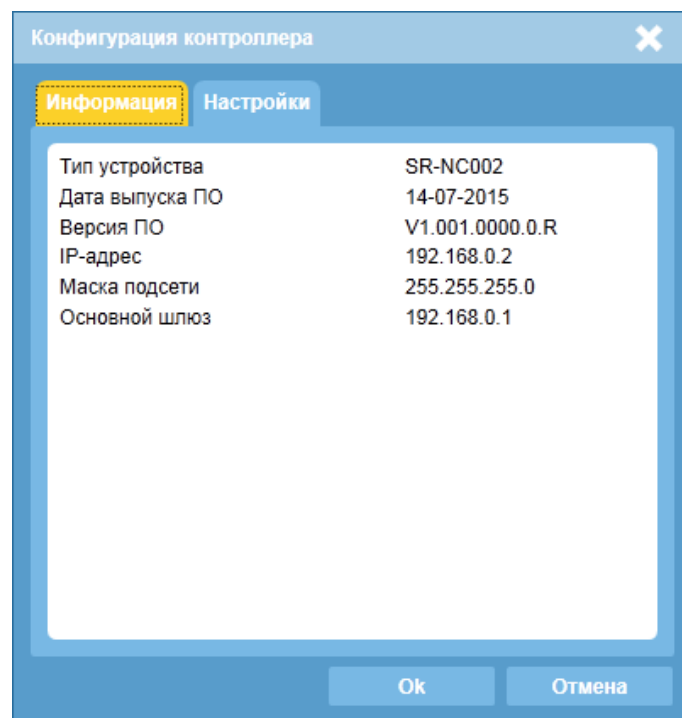 Конфигурация контроллера
Информация Настройки
Тип устройства SR-NC002
Дата выпуска ПО 14-07-2015
Версия ПО V1.001.0000.0.R
IP-адрес 192.168.0.2
Маска подсети 255.255.255.0
Основной шлюз 192.168.0.1
Ok Отмена